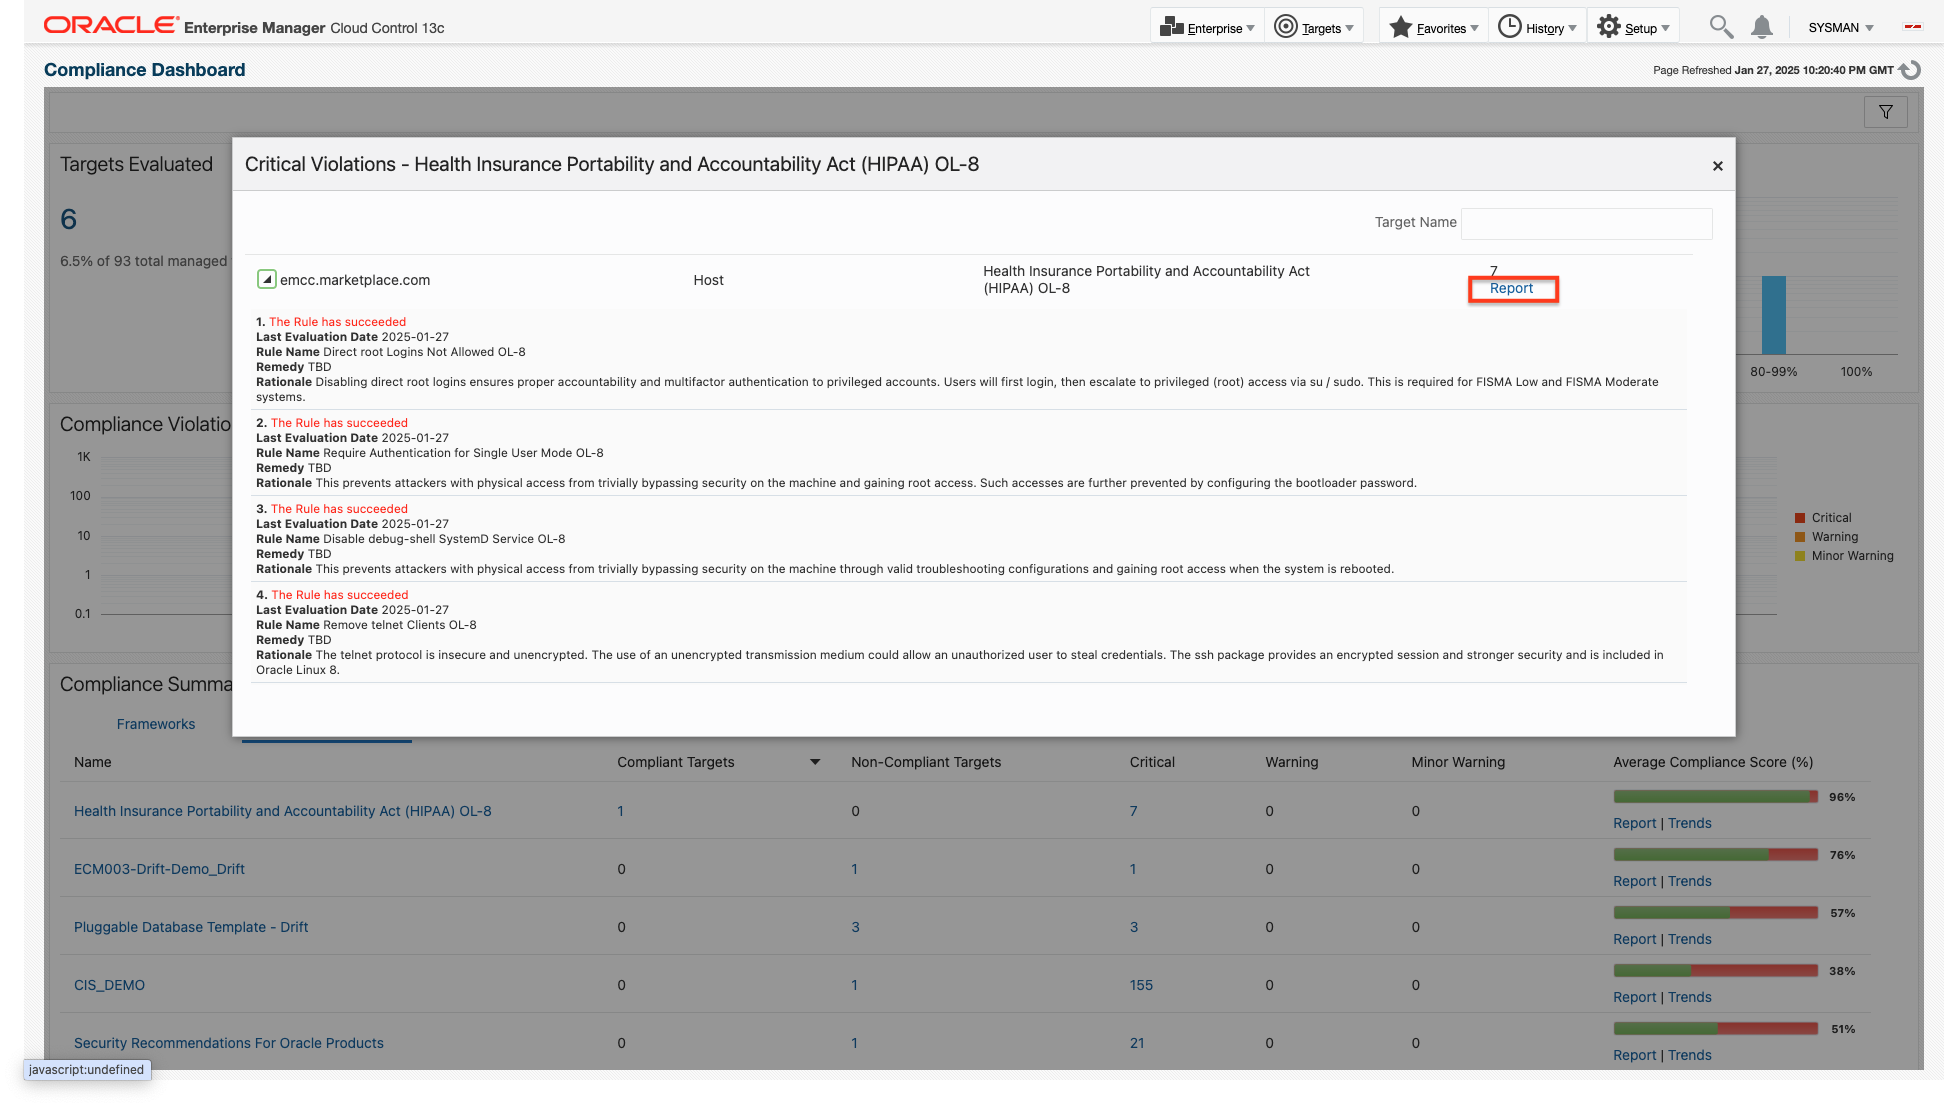 ORACLE Enterprise Manager Cloud Control 13c
Enterprise
Targets
Favorites
History
Setup
SYSMAN
Compliance Dashboard
Page Refreshed Jan 27, 2025 10:20:40 PM GMT
Targets Evaluated
6
6.5% of 93 total managed
80-99%
100%
Critical Violations - Health Insurance Portability and Accountability Act (HIPAA) OL-8
×
Target Name
emcc.marketplace.com
Host
Health Insurance Portability and Accountability Act
(HIPAA) OL-8
7
Report
1. The Rule has succeeded
Last Evaluation Date 2025-01-27
Rule Name Direct root Logins Not Allowed OL-8
Remedy TBD
Rationale Disabling direct root logins ensures proper accountability and multifactor authentication to privileged accounts. Users will first login, then escalate to privileged (root) access via su / sudo. This is required for FISMA Low and FISMA Moderate
systems.
2. The Rule has succeeded
Last Evaluation Date 2025-01-27
Rule Name Require Authentication for Single User Mode OL-8
Remedy TBD
Rationale This prevents attackers with physical access from trivially bypassing security on the machine and gaining root access. Such accesses are further prevented by configuring the bootloader password.
3. The Rule has succeeded
Last Evaluation Date 2025-01-27
Rule Name Disable debug-shell SystemD Service OL-8
Remedy TBD
Rationale This prevents attackers with physical access from trivially bypassing security on the machine through valid troubleshooting configurations and gaining root access when the system is rebooted.
4. The Rule has succeeded
Last Evaluation Date 2025-01-27
Rule Name Remove telnet Clients OL-8
Remedy TBD
Rationale The telnet protocol is insecure and unencrypted. The use of an unencrypted transmission medium could allow an unauthorized user to steal credentials. The ssh package provides an encrypted session and stronger security and is included in
Oracle Linux 8.
Compliance Violatio
1K
100
10
1
0.1
Critical
Warning
Minor Warning
Compliance Summa
Frameworks
Name
Compliant Targets
Non-Compliant Targets
Critical
Warning
Minor Warning
Average Compliance Score (%)
Health Insurance Portability and Accountability Act (HIPAA) OL-8
1
0
7
0
0
96%
Report | Trends
ECM003-Drift-Demo_Drift
0
1
1
0
0
76%
Report | Trends
Pluggable Database Template - Drift
0
3
3
0
0
57%
Report | Trends
CIS_DEMO
0
1
155
0
0
38%
Report | Trends
Security Recommendations For Oracle Products
0
1
21
0
0
51%
Report | Trends
javascript:undefined